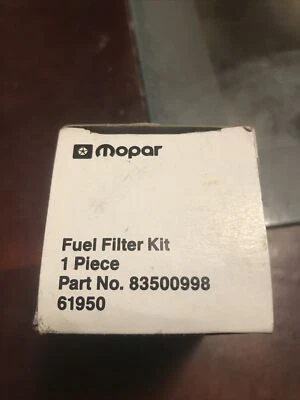 Mopar
Fuel Filter Kit
1 Piece
Part No. 83500998
61950